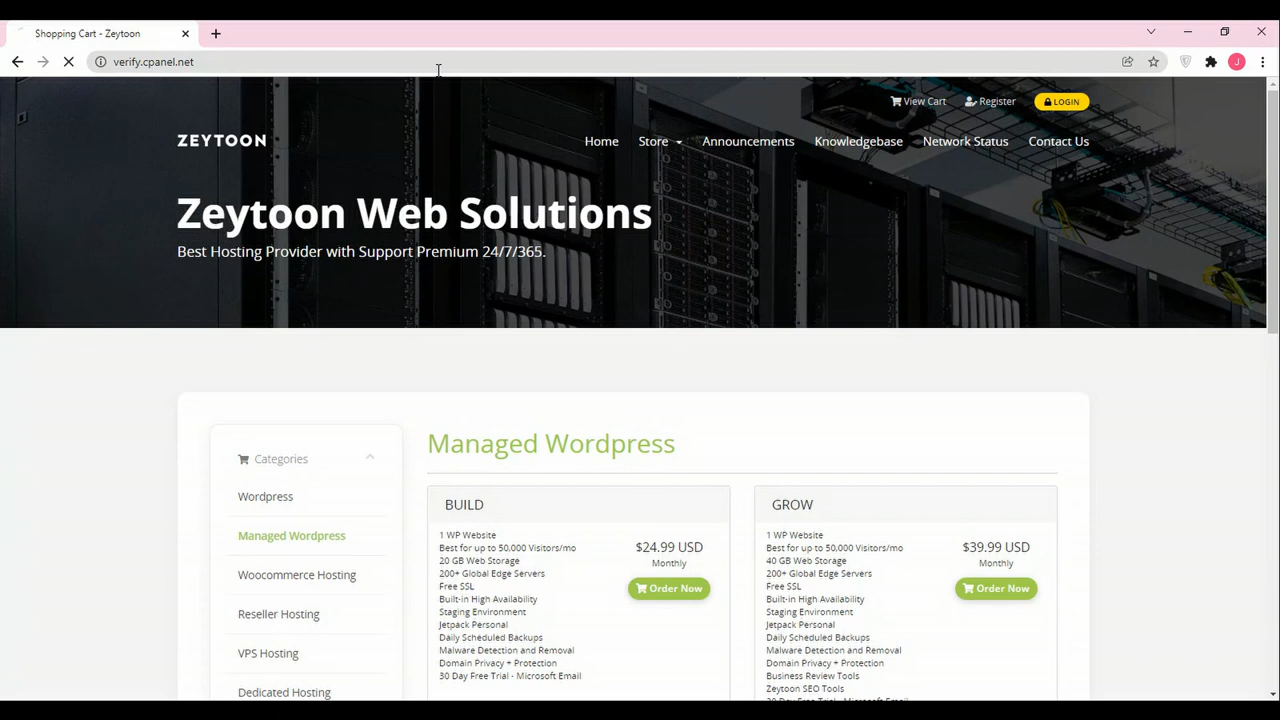 Shopping Cart - Zeytoon
verify.cpanel.net
J
View Cart
Register
LOGIN
ZEYTOON
Home
Store
Announcements
Knowledgebase
Network Status
Contact Us
Zeytoon Web Solutions
Best Hosting Provider with Support Premium 24/7/365.
Categories
Wordpress
Managed Wordpress
Woocommerce Hosting
Reseller Hosting
VPS Hosting
Dedicated Hosting
Managed Wordpress
BUILD
1 WP Website
Best for up to 50,000 Visitors/mo
20 GB Web Storage
200+ Global Edge Servers
Free SSL
Built-in High Availability
Staging Environment
Jetpack Personal
Daily Scheduled Backups
Malware Detection and Removal
Domain Privacy + Protection
30 Day Free Trial - Microsoft Email
$24.99 USD
Monthly
Order Now
GROW
1 WP Website
Best for up to 50,000 Visitors/mo
40 GB Web Storage
200+ Global Edge Servers
Free SSL
Built-in High Availability
Staging Environment
Jetpack Personal
Daily Scheduled Backups
Malware Detection and Removal
Domain Privacy + Protection
Business Review Tools
Zeytoon SEO Tools
30 Day Free Trial - Microsoft Email
$39.99 USD
Monthly
Order Now